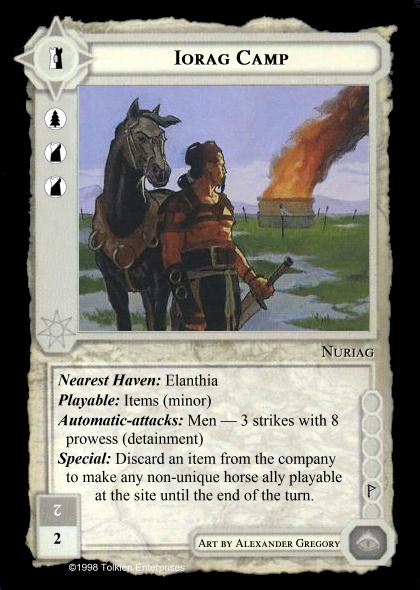 Iorag Camp
Nuriag
Nearest Haven: Elanthia
Playable: Items (minor)
Automatic-attacks: Men — 3 strikes with 8
prowess (detainment)
Special: Discard an item from the company
to make any non-unique horse ally playable
at the site until the end of the turn.
2
2
Art by Alexander Gregory
©1998 Tolkien Enterprises